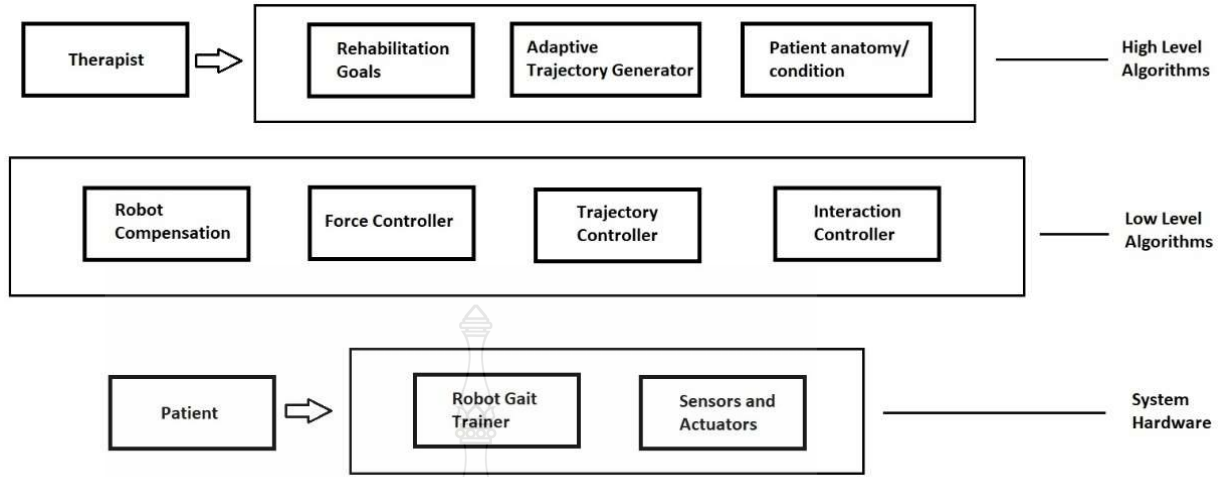 Therapist
Rehabilitation
Goals
Adaptive
Trajectory Generator
Patient anatomy/
condition
High Level
Algorithms
Robot
Compensation
Force Controller
Trajectory
Controller
Interaction
Controller
Low Level
Algorithms
Patient
Robot Gait
Trainer
Sensors and
Actuators
System
Hardware